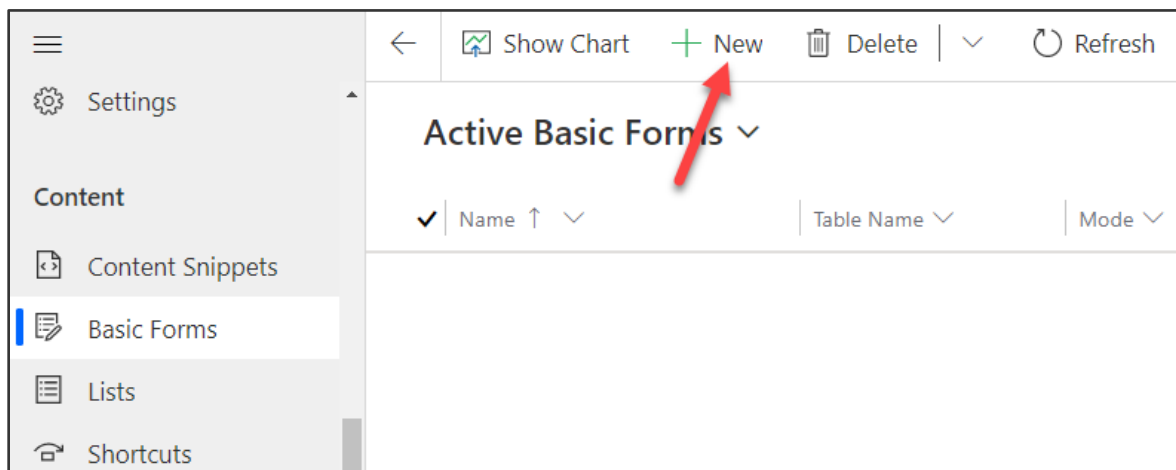 Show Chart New Delete Refresh
Settings
Active Basic Forms
Content
Name Table Name Mode
Content Snippets
Basic Forms
Lists
Shortcuts